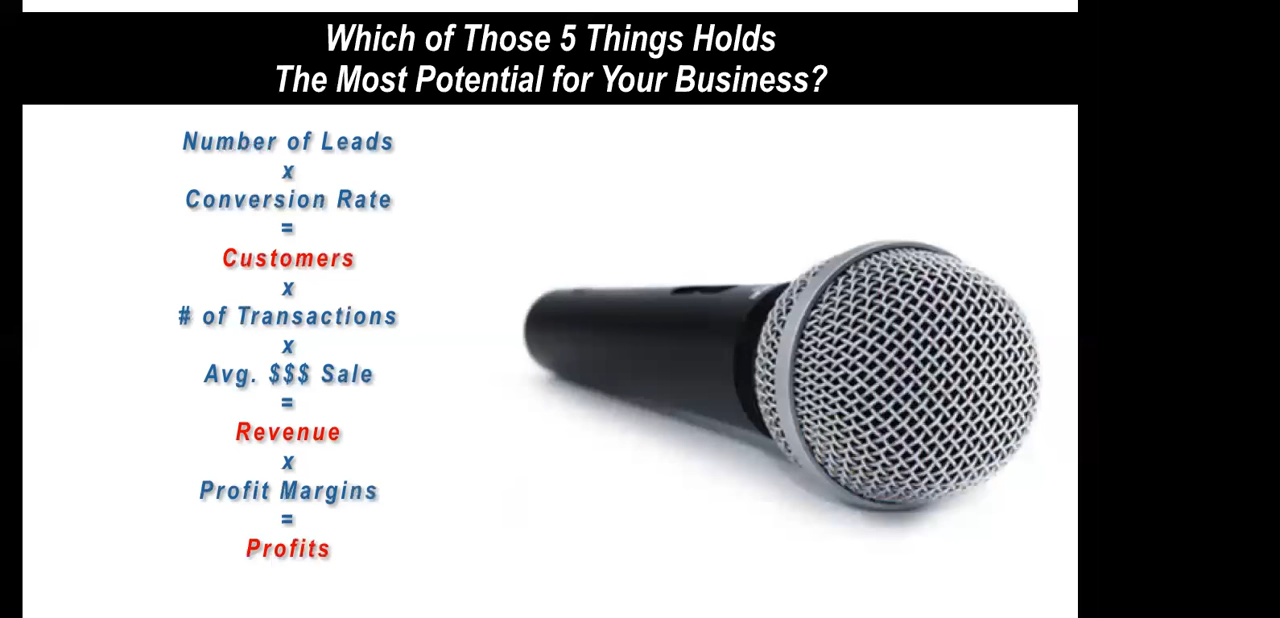 Which of Those 5 Things Holds
The Most Potential for Your Business?
Number of Leads
x
Conversion Rate
=
Customers
x
# of Transactions
x
Avg. $$$ Sale
=
Revenue
x
Profit Margins
=
Profits